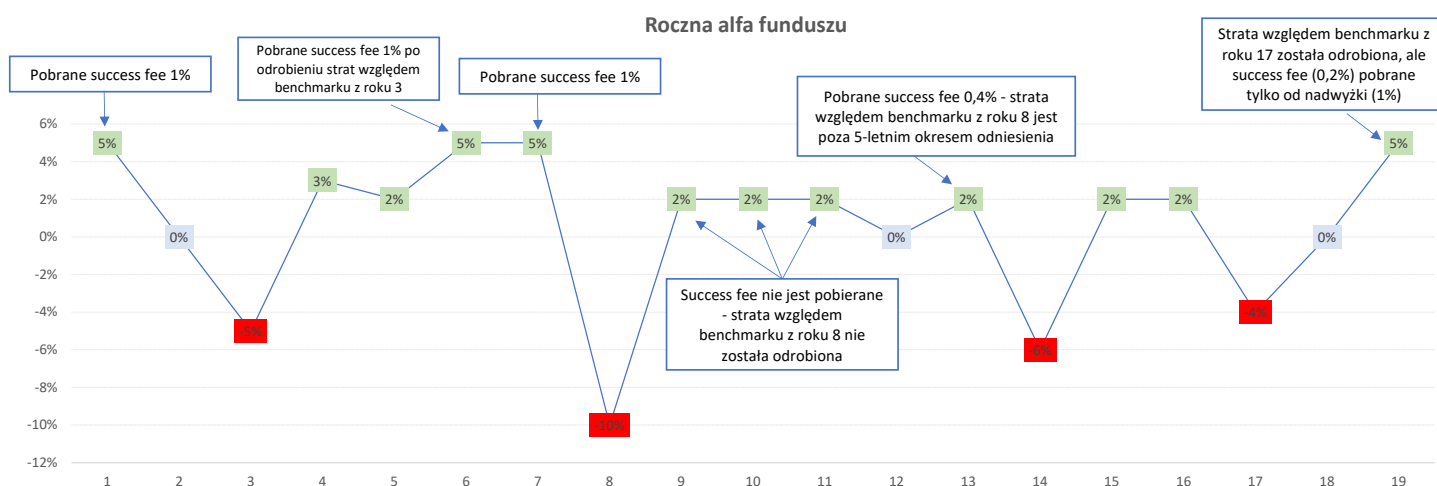 Roczna alfa funduszu
Pobrane success fee 1%
Pobrane success fee 1% po
odrobieniu strat względem
benchmarku z roku 3
Pobrane success fee 1%
Pobrane success fee 0,4% - strata
względem benchmarku z roku 8 jest
poza 5-letnim okresem odniesienia
Strata względem benchmarku z
roku 17 została odrobiona, ale
success fee (0,2%) pobrane
tylko od nadwyżki (1%)
Success fee nie jest pobierane
- strata względem
benchmarku z roku 8 nie
została odrobiona
6%
4%
2%
0%
-2%
-4%
-6%
-8%
-10%
-12%
5%
0%
-5%
3%
2%
5%
5%
-10%
2%
2%
2%
0%
2%
-6%
2%
2%
-4%
0%
5%
1 2 3 4 5 6 7 8 9 10 11 12 13 14 15 16 17 18 19